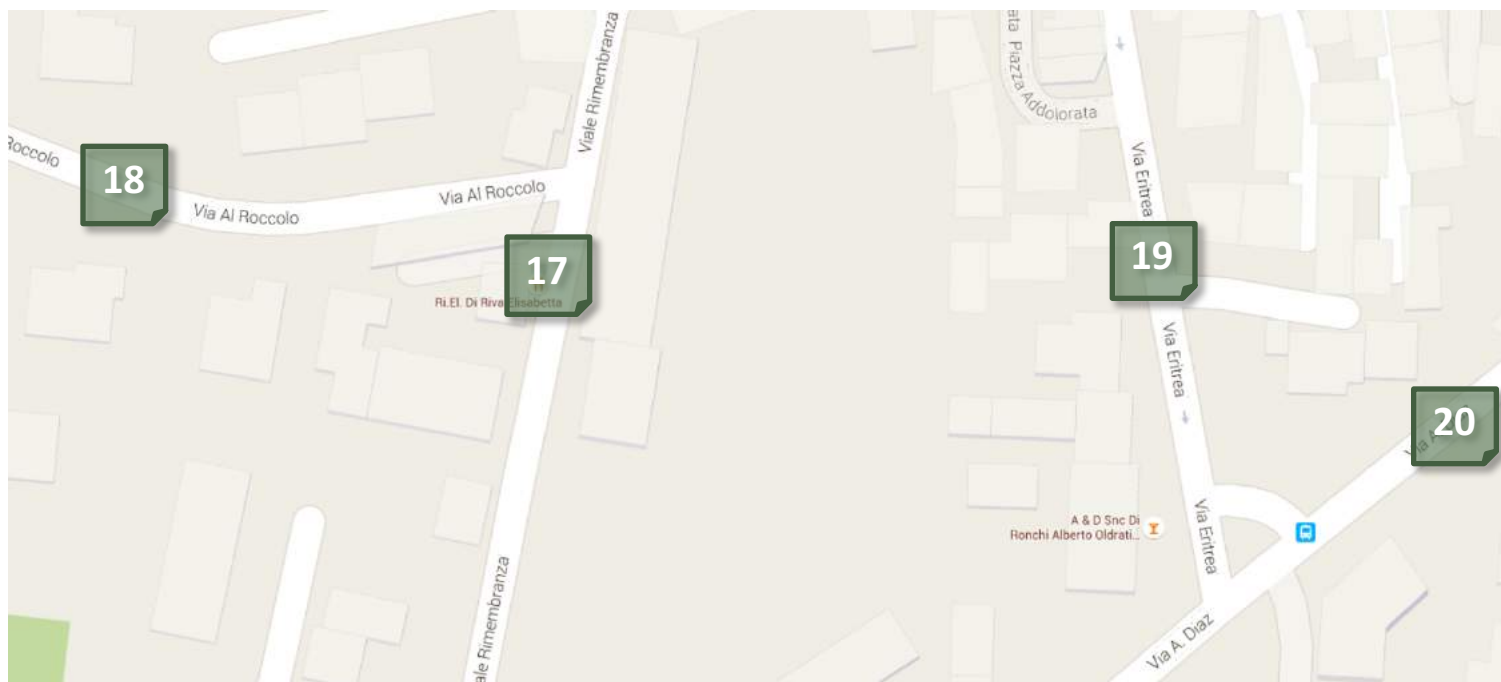 Viale Rimembranza
Piazza Addolorata
Roccolo
18
Via Al Roccolo
Via Al Roccolo
Via Eritrea
17
Ri.El. Di Riva Elisabetta
19
Via Eritrea
20
A & D Snc Di
Ronchi Alberto Oldrati...
Via Eritrea
Rimembranza
Via A. Diaz